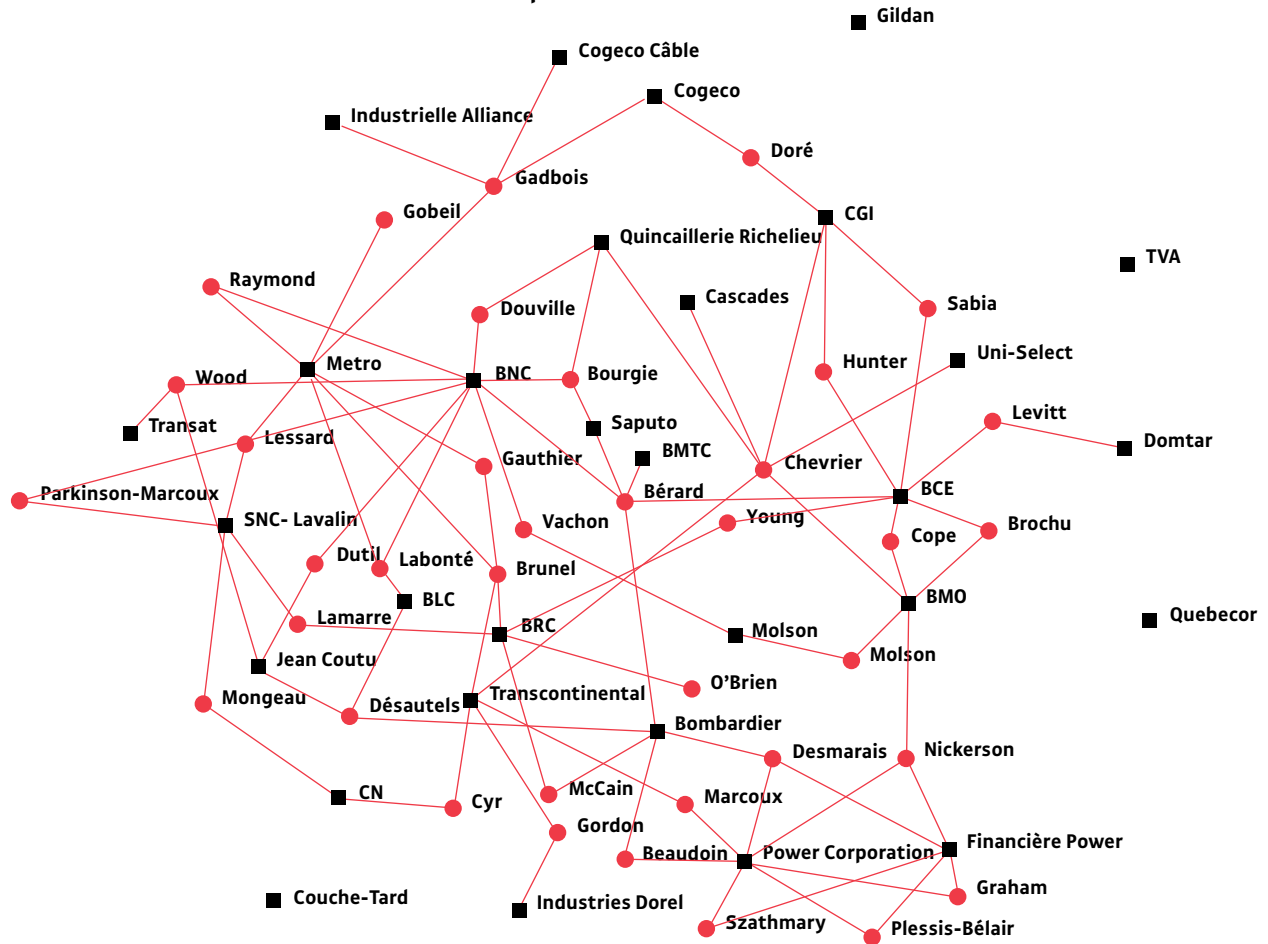 Gildan
Cogeco Câble
Cogeco
Industrielle Alliance
Doré
Gadbois
Gobeil
CGI
Quincaillerie Richelieu
TVA
Raymond
Cascades
Sabia
Douville
Uni-Select
Metro
Hunter
BNC
Bourgie
Wood
Levitt
Transat
Saputo
Lessard
Domtar
BMTC
Gauthier
Chevrier
Parkinson-Marcoux
Bérard
BCE
SNC- Lavalin
Vachon
Young
Brochu
Cope
Dutil
Labonté
Brunel
BLC
BMO
Lamarre
BRC
Molson
Quebecor
Jean Coutu
Molson
O'Brien
Mongeau
Désautels
Transcontinental
Bombardier
Desmarais
Nickerson
CN
Cyr
McCain
Marcoux
Gordon
Beaudoin
Power Corporation
Financière Power
Graham
Couche-Tard
Industries Dorel
Szathmary
Plessis-Bélair